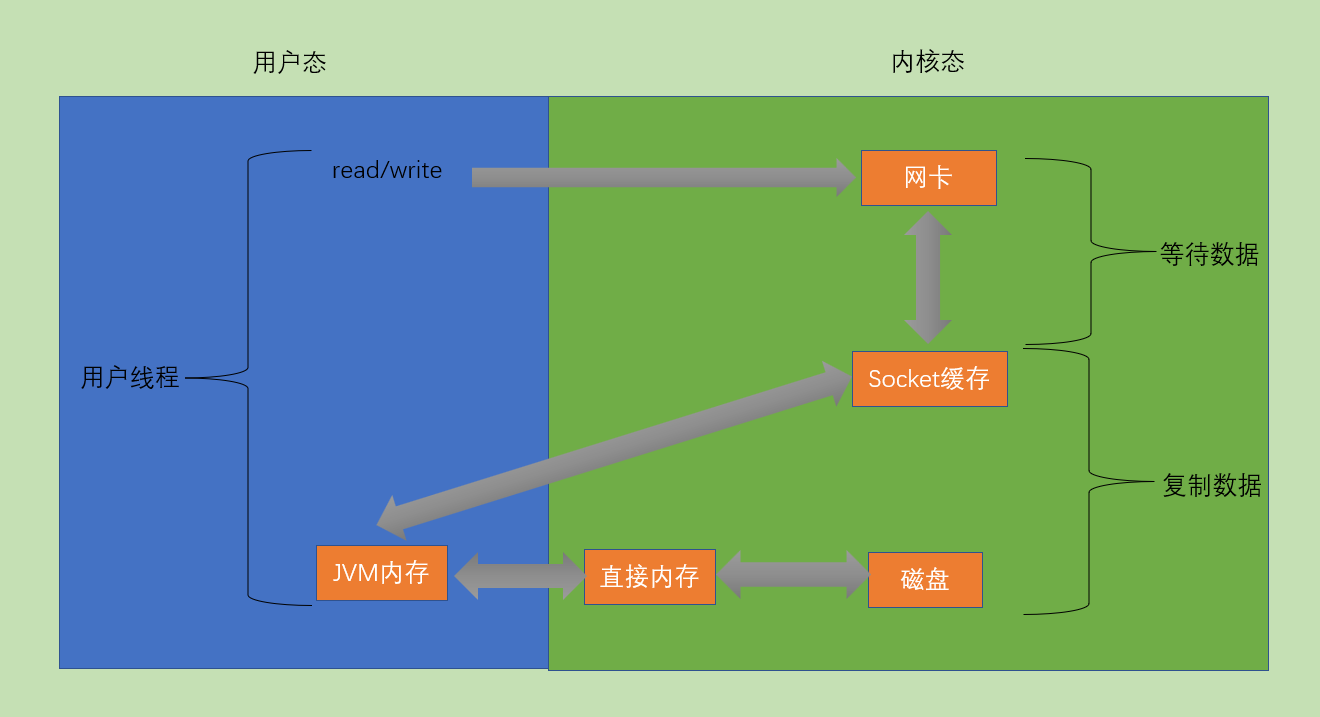 用户态
内核态
read/write
网卡
等待数据
用户线程
Socket缓存
复制数据
JVM内存
直接内存
磁盘